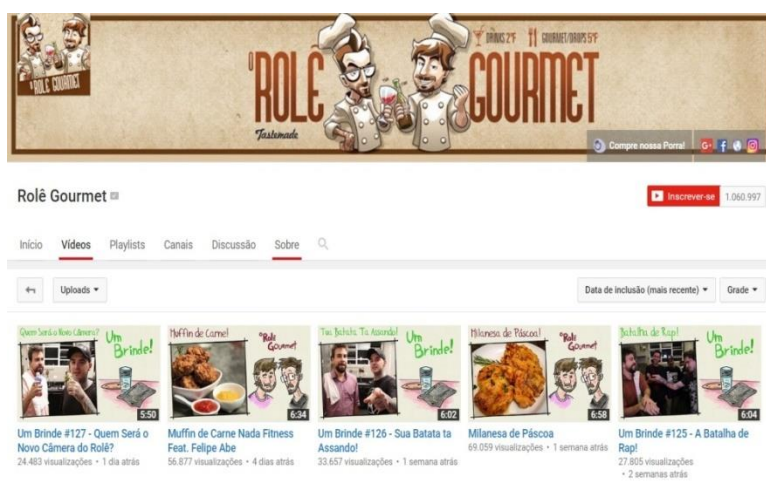 O ROLÊ GOURMET
O ROLÊ GOURMET
Tastemade
DRINKS 2ªF GOURMET/DROPS 5ªF
Compre nossa Porra!
G+ f
Rolê Gourmet
Inscrever-se 1.060.997
Início Vídeos Playlists Canais Discussão Sobre
Uploads
Data de inclusão (mais recente) Grade
Quem Será o Novo Câmera? Um Brinde!
5:50
Muffin de Carne! O Rolê Gourmet
6:34
Tua Batata Ta Assando! Um Brinde!
6:02
Milanesa de Páscoa! O Rolê Gourmet
6:58
Batalha de Rap! Um Brinde!
6:04
Um Brinde #127 - Quem Será o
Novo Câmera do Rolê?
24.483 visualizações • 1 dia atrás
Muffin de Carne Nada Fitness
Feat. Felipe Abe
56.877 visualizações • 4 dias atrás
Um Brinde #126 - Sua Batata ta
Assando!
33.657 visualizações • 1 semana atrás
Milanesa de Páscoa
69.059 visualizações • 1 semana atrás
Um Brinde #125 - A Batalha de
Rap!
27.805 visualizações
• 2 semanas atrás